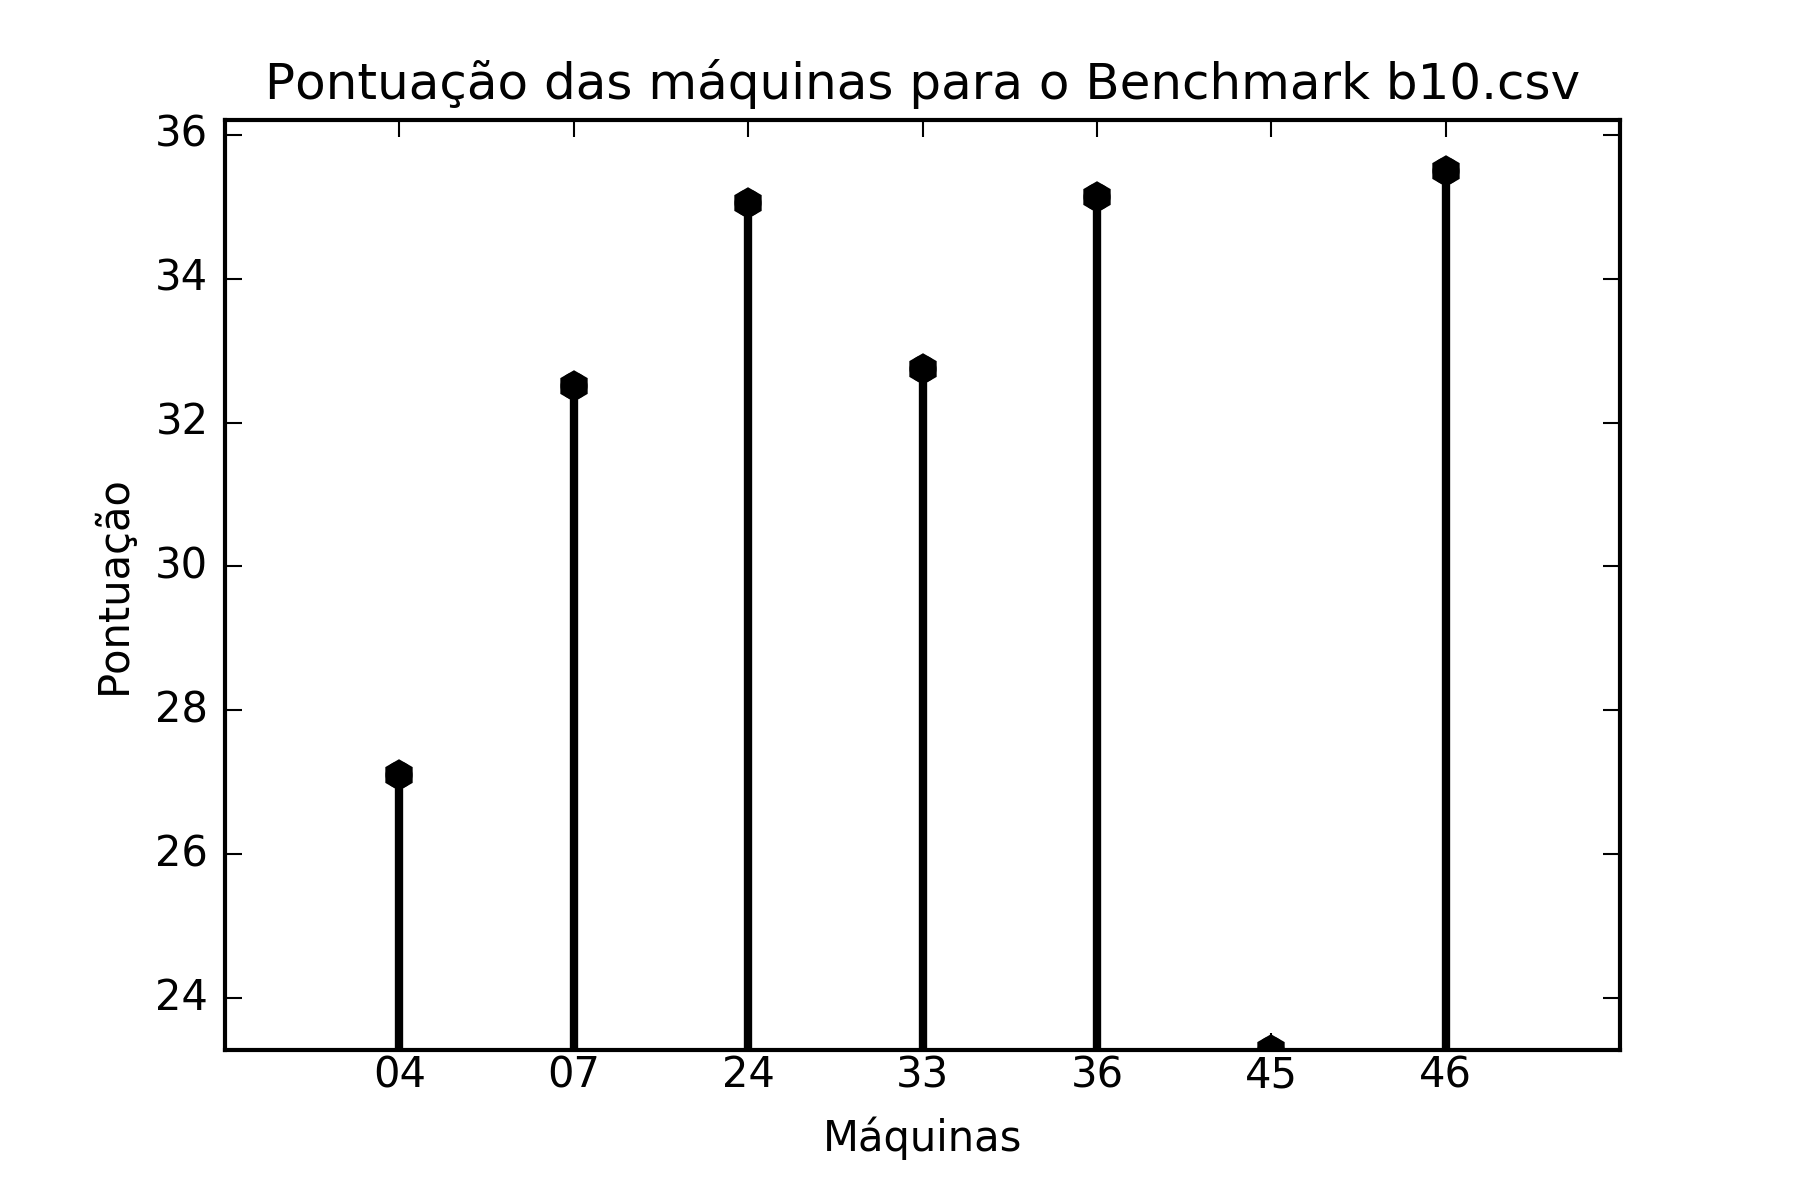 Pontuação das máquinas para o Benchmark b10.csv
36
34
32
30
28
26
24
Pontuação
04 07 24 33 36 45 46
Máquinas